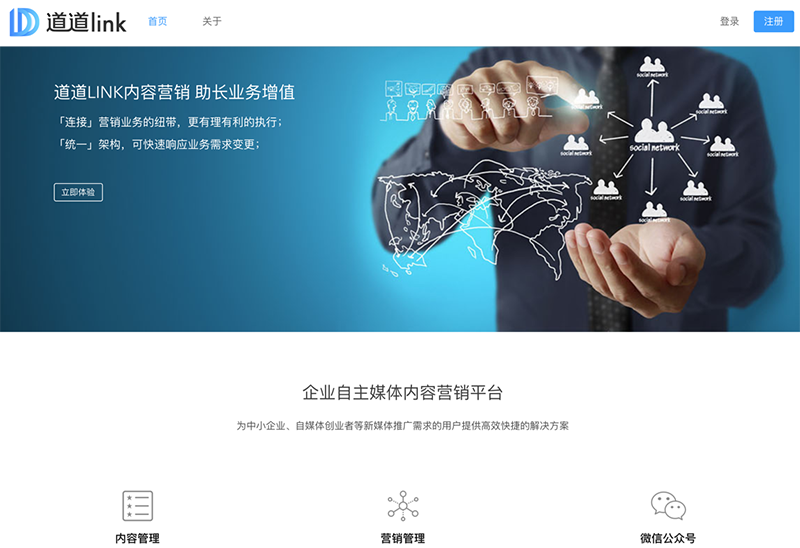 道道link 首页 关于 登录 注册
道道LINK内容营销 助长业务增值
「连接」营销业务的纽带，更有理有利的执行；
「统一」架构，可快速响应业务需求变更；
立即体验
social network
social network
social network
social network
social network
social network
social network
social network
social network
企业自主媒体内容营销平台
为中小企业、自媒体创业者等新媒体推广需求的用户提供高效快捷的解决方案
内容管理 营销管理 微信公众号